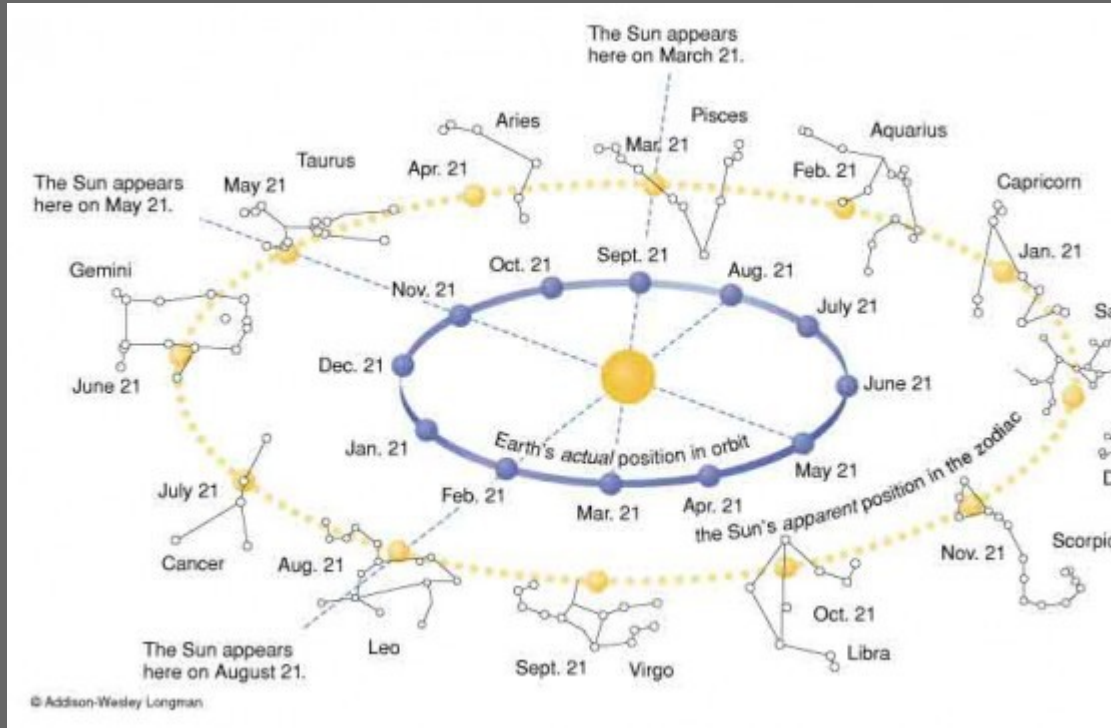 The Sun appears
here on March 21.
Aries
Mar. 21
Pisces
Aquarius
Taurus
Apr. 21
Feb. 21
The Sun appears
here on May 21.
May 21
Capricorn
Jan. 21
Gemini
Oct. 21
Sept. 21
Aug. 21
Nov. 21
July 21
Dec. 21
June 21
June 21
Earth's actual position in orbit
the Sun's apparent position in the zodiac
Jan. 21
May 21
Feb. 21
Mar. 21
Apr. 21
July 21
Cancer
Aug. 21
Nov. 21
Oct. 21
Leo
Sept. 21
Virgo
Libra
The Sun appears
here on August 21.
© Addison-Wesley Longman